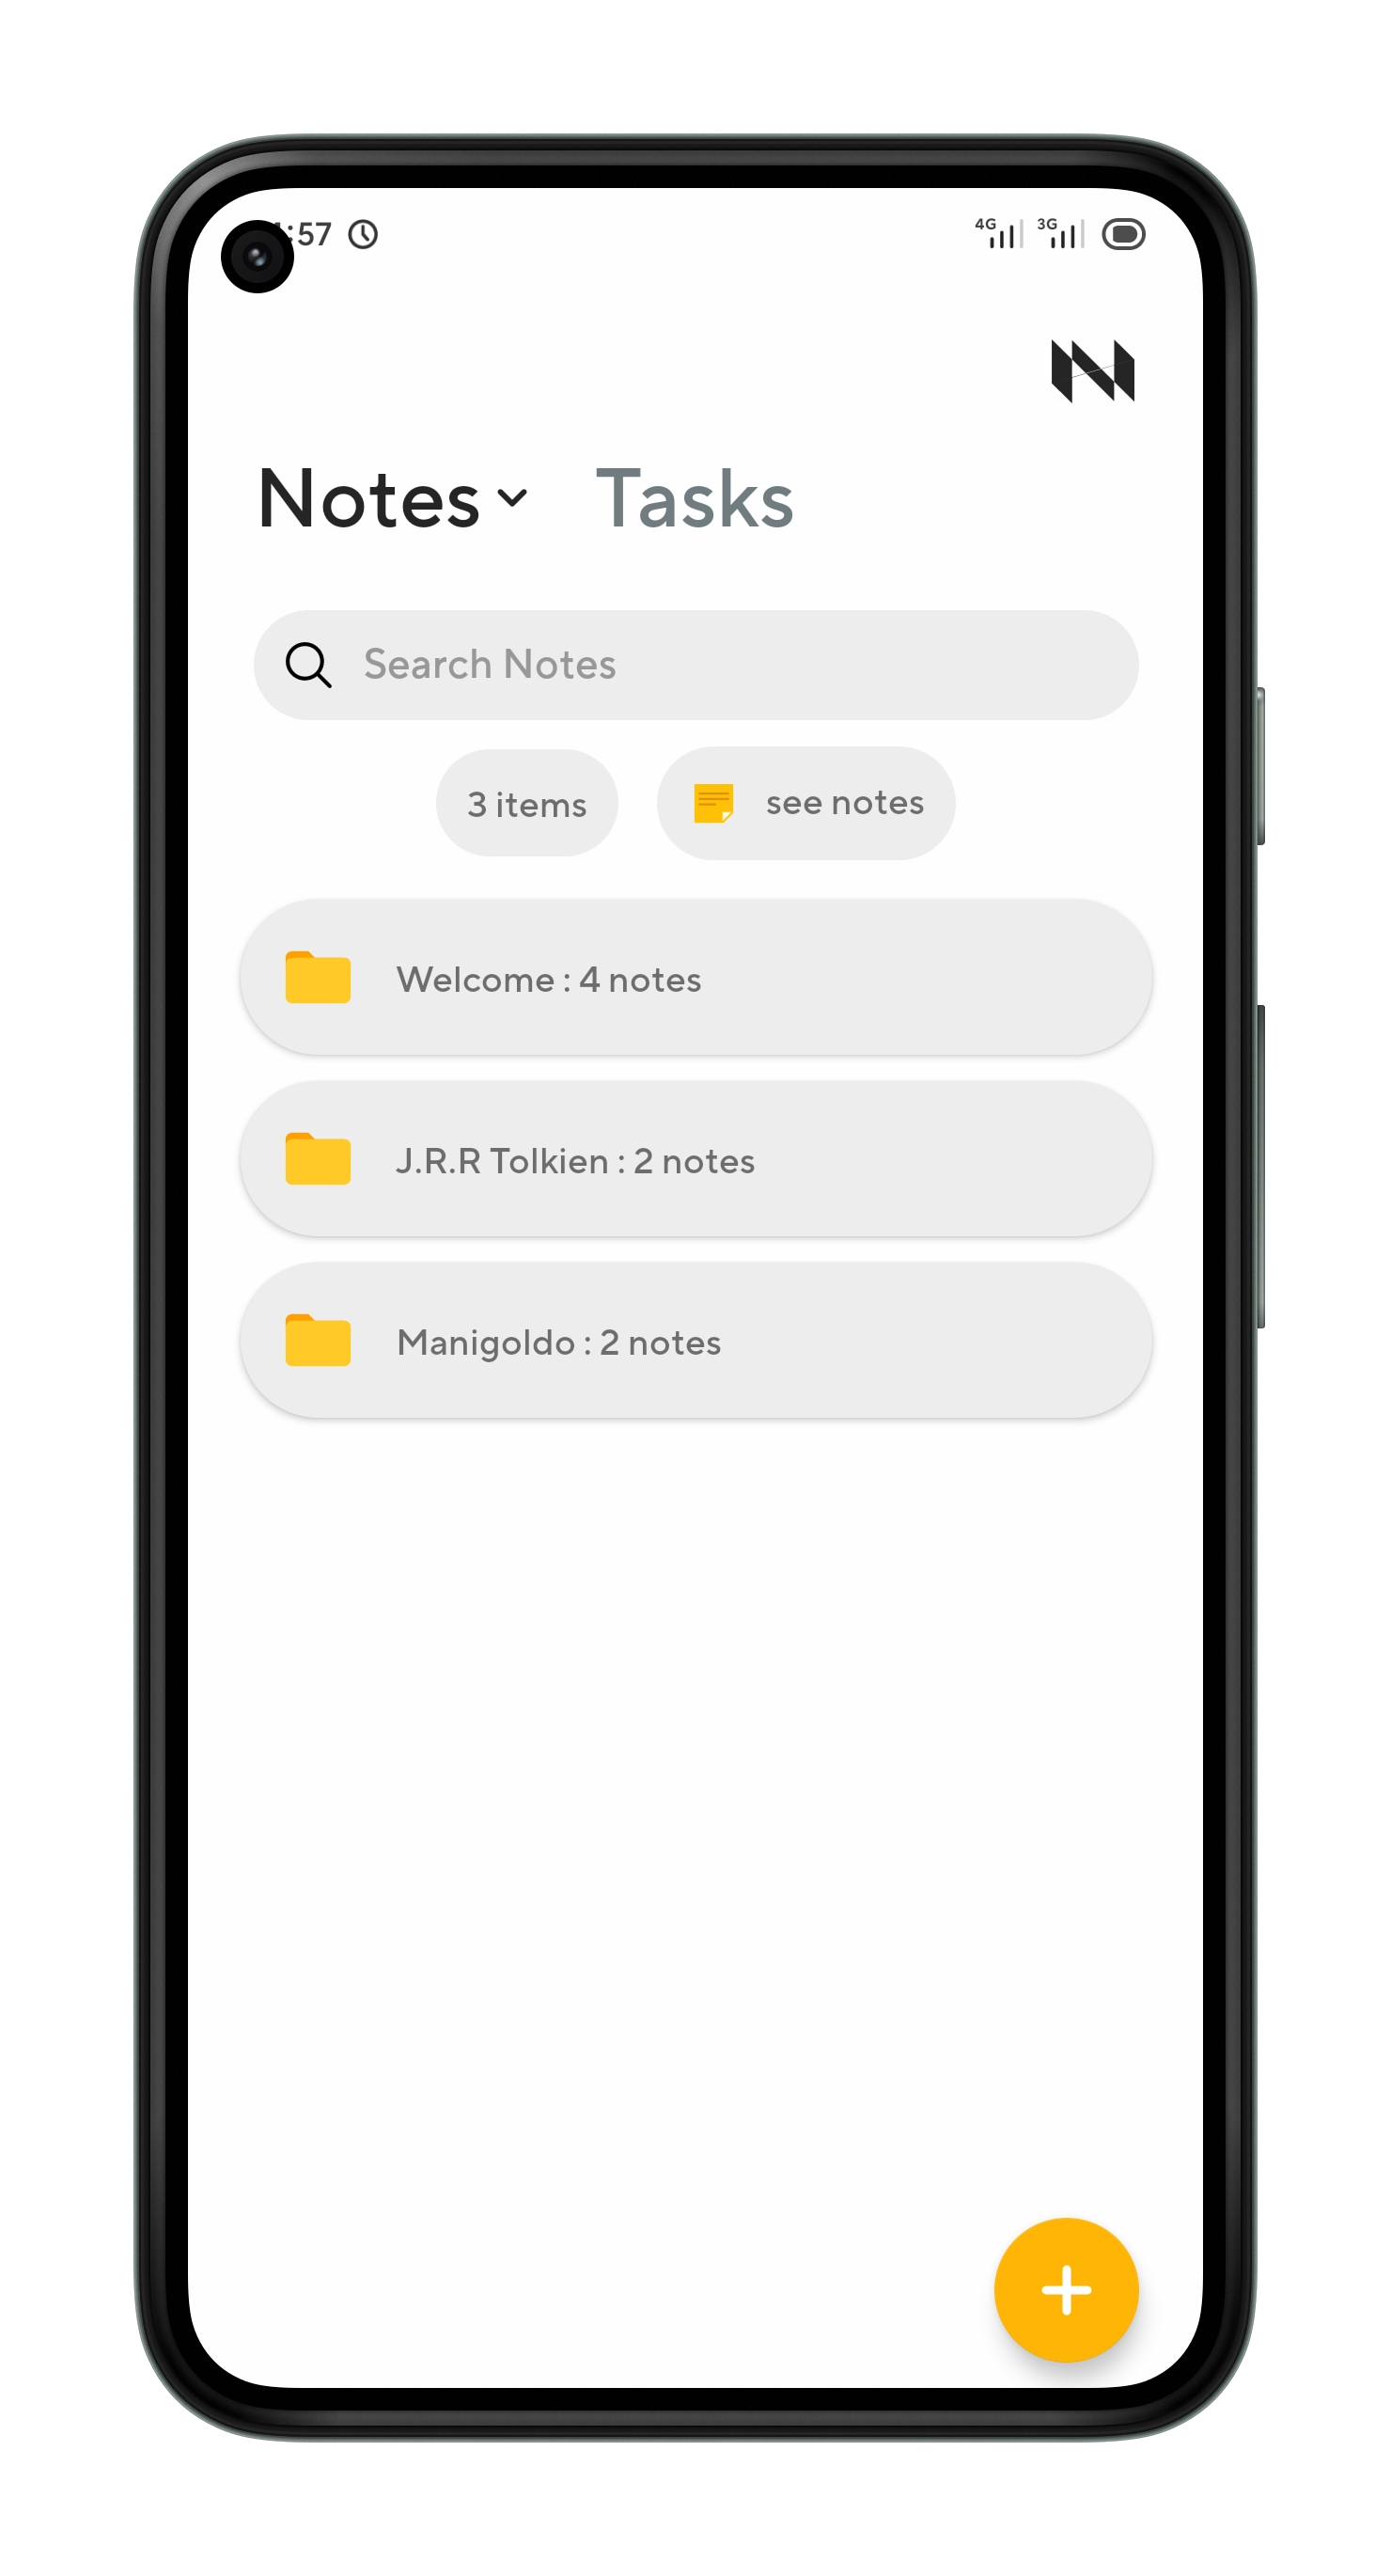 :57
4G 3G
Notes Tasks
Search Notes
3 items see notes
Welcome : 4 notes
J.R.R Tolkien : 2 notes
Manigoldo : 2 notes